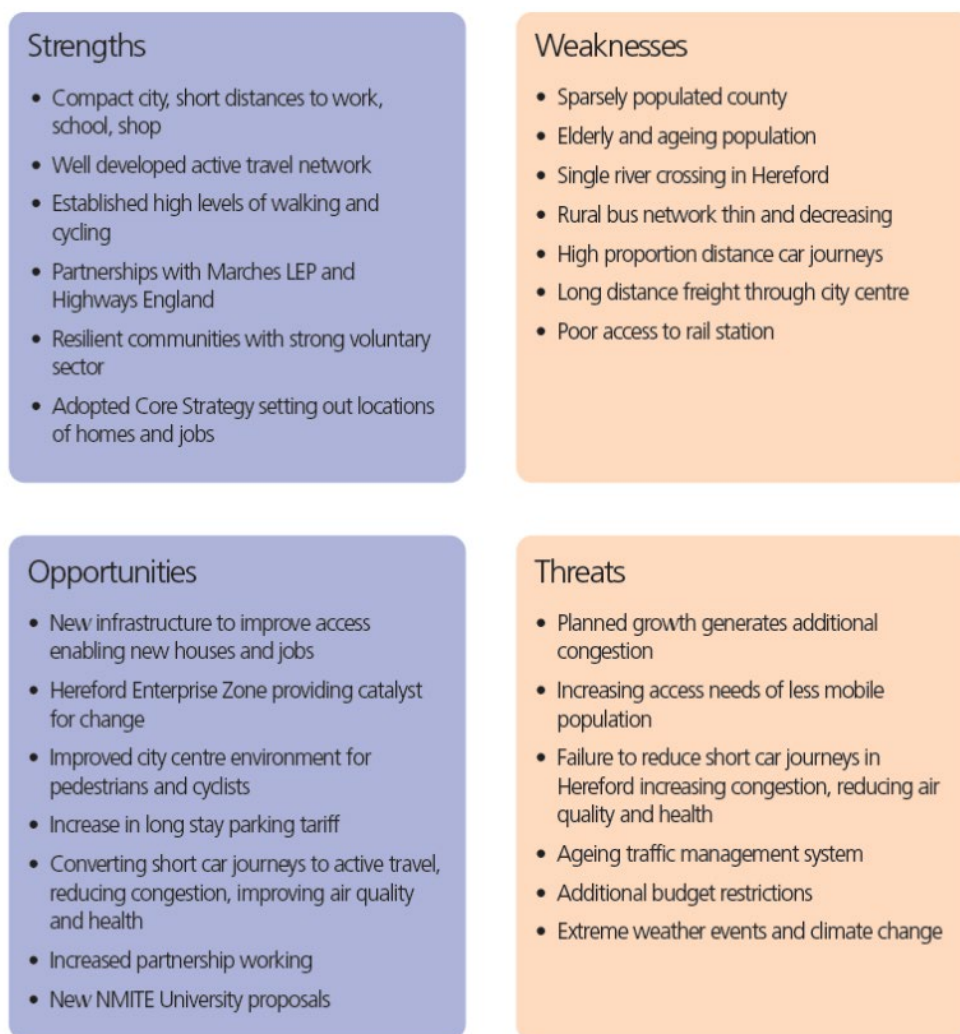 Strengths
• Compact city, short distances to work,
school, shop
• Well developed active travel network
• Established high levels of walking and
cycling
• Partnerships with Marches LEP and
Highways England
• Resilient communities with strong voluntary
sector
• Adopted Core Strategy setting out locations
of homes and jobs
Weaknesses
• Sparsely populated county
• Elderly and ageing population
• Single river crossing in Hereford
• Rural bus network thin and decreasing
• High proportion distance car journeys
• Long distance freight through city centre
• Poor access to rail station
Opportunities
• New infrastructure to improve access
enabling new houses and jobs
• Hereford Enterprise Zone providing catalyst
for change
• Improved city centre environment for
pedestrians and cyclists
• Increase in long stay parking tariff
• Converting short car journeys to active travel,
reducing congestion, improving air quality
and health
• Increased partnership working
• New NMITE University proposals
Threats
• Planned growth generates additional
congestion
• Increasing access needs of less mobile
population
• Failure to reduce short car journeys in
Hereford increasing congestion, reducing air
quality and health
• Ageing traffic management system
• Additional budget restrictions
• Extreme weather events and climate change